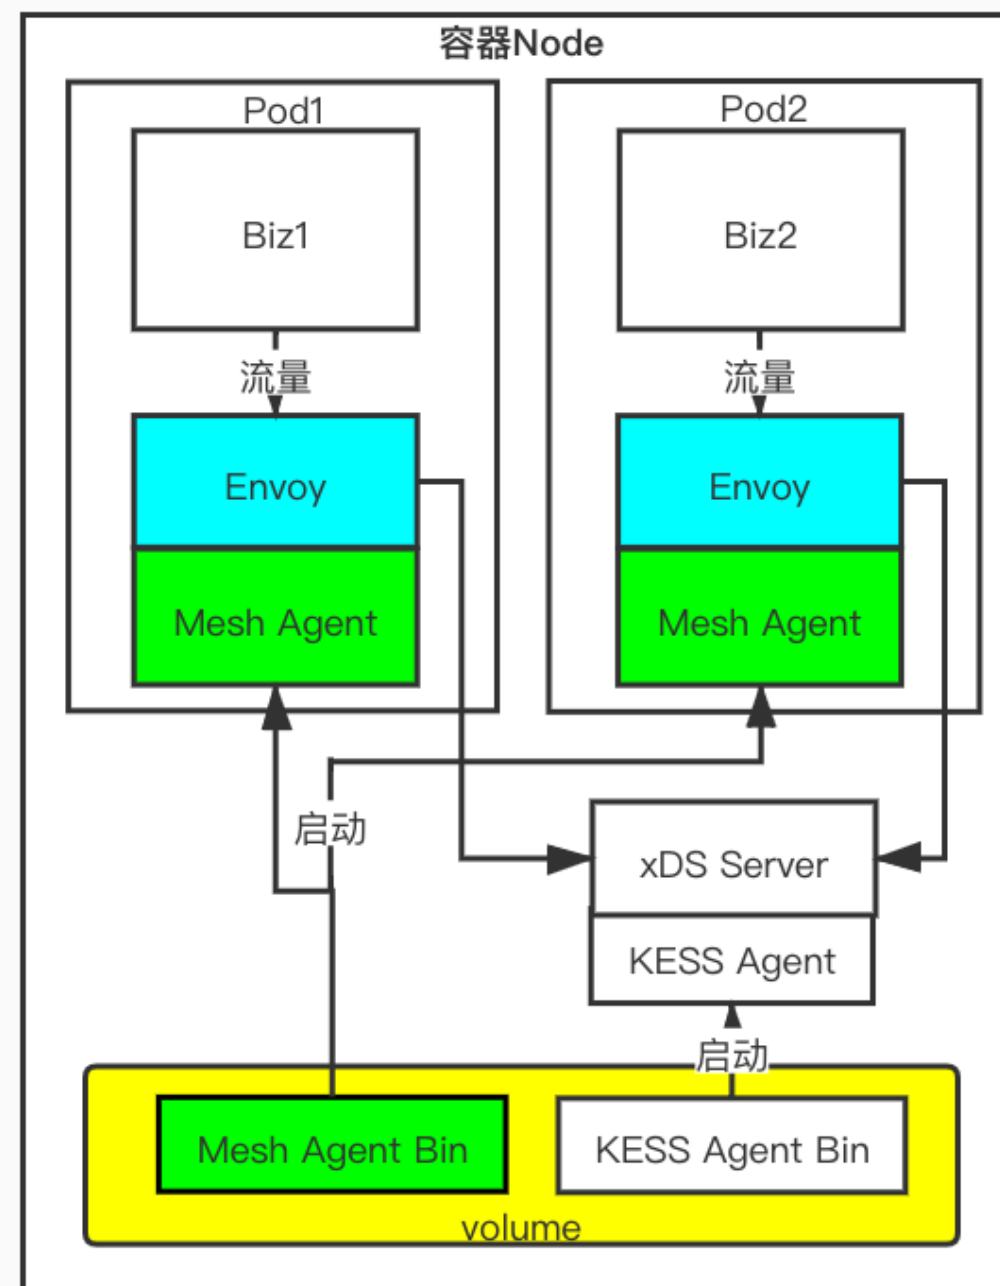 容器Node
Pod1
Pod2
Biz1
Biz2
流量
流量
Envoy
Envoy
Mesh Agent
Mesh Agent
启动
xDS Server
KESS Agent
启动
Mesh Agent Bin
KESS Agent Bin
volume